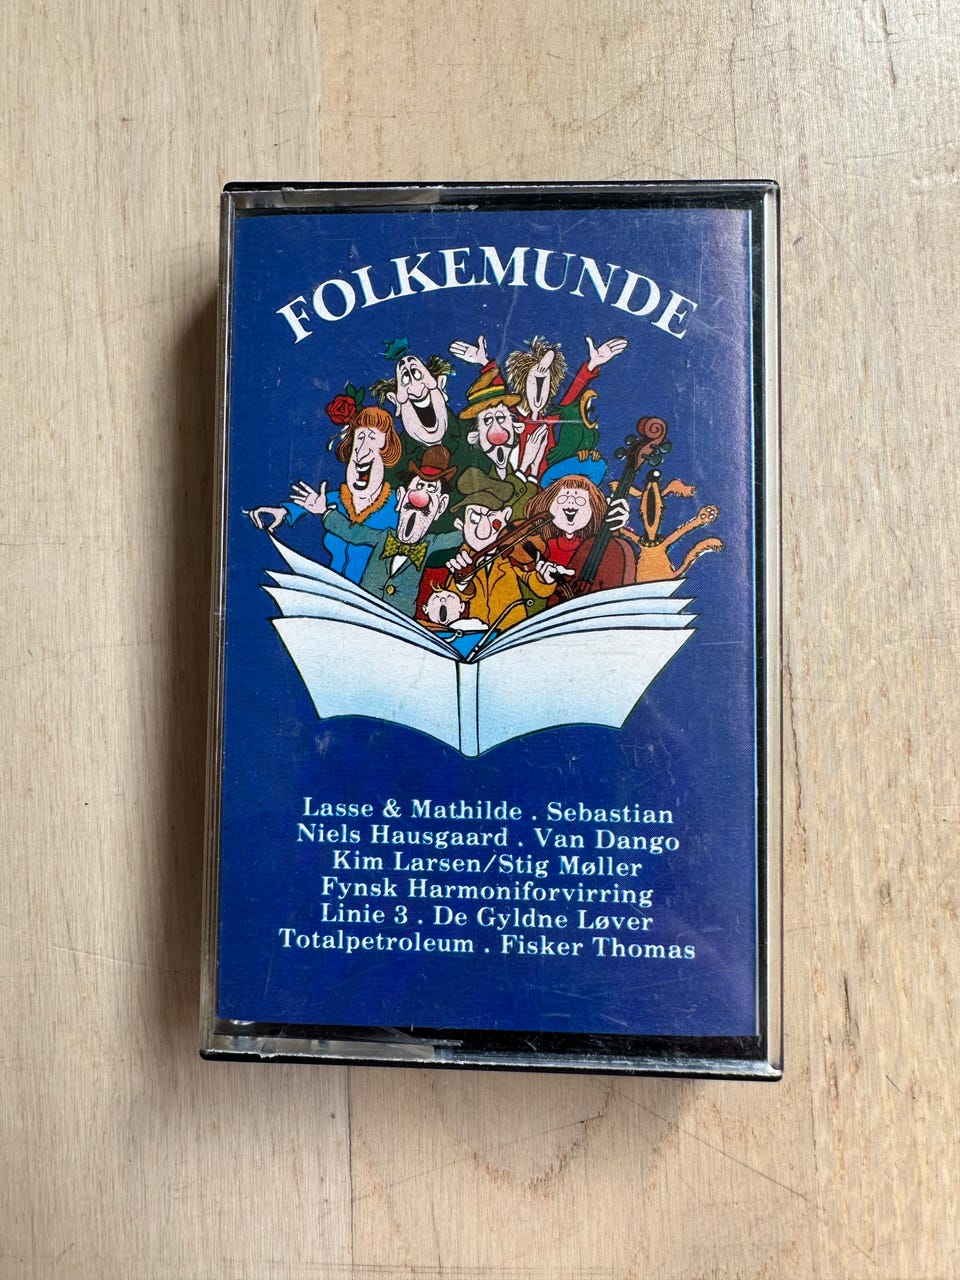 FOLKEMUNDE
Lasse & Mathilde . Sebastian
Niels Hausgaard . Van Dango
Kim Larsen/Stig Møller
Fynsk Harmoniforvirring
Linie 3 . De Gyldne Løver
Totalpetroleum . Fisker Thomas